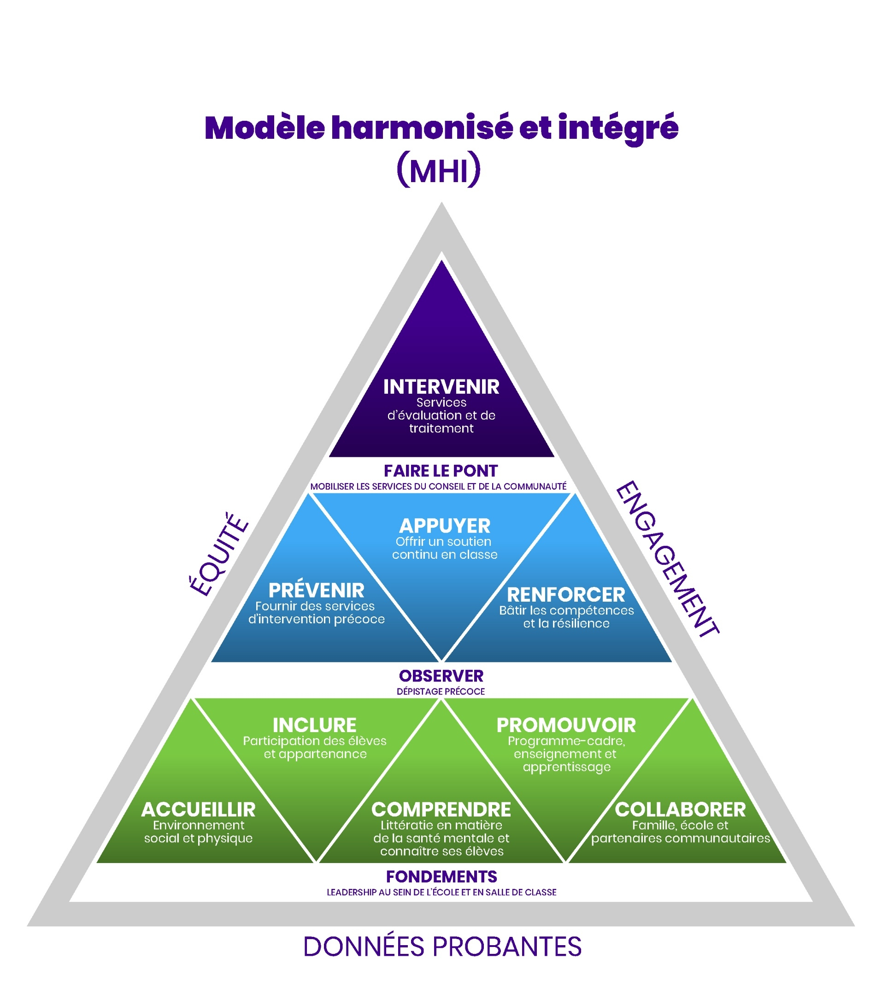 Modèle harmonisé et intégré
(MHI)
INTERVENIR
Services
d'évaluation et de
traitement
FAIRE LE PONT
MOBILISER LES SERVICES DU CONSEIL ET DE LA COMMUNAUTÉ
ÉQUITÉ
ENGAGEMENT
APPUYER
Offrir un soutien
continu en classe
PRÉVENIR
Fournir des services
d'intervention précoce
RENFORCER
Bâtir les compétences
et la résilience
OBSERVER
DÉPISTAGE PRÉCOCE
INCLURE
Participation des élèves
et appartenance
PROMOUVOIR
Programme-cadre,
enseignement et
apprentissage
ACCUEILLIR
Environnement
social et physique
COMPRENDRE
Littératie en matière
de la santé mentale et
connaître ses élèves
COLLABORER
Famille, école et
partenaires communautaires
FONDEMENTS
LEADERSHIP AU SEIN DE L'ÉCOLE ET EN SALLE DE CLASSE
DONNÉES PROBANTES